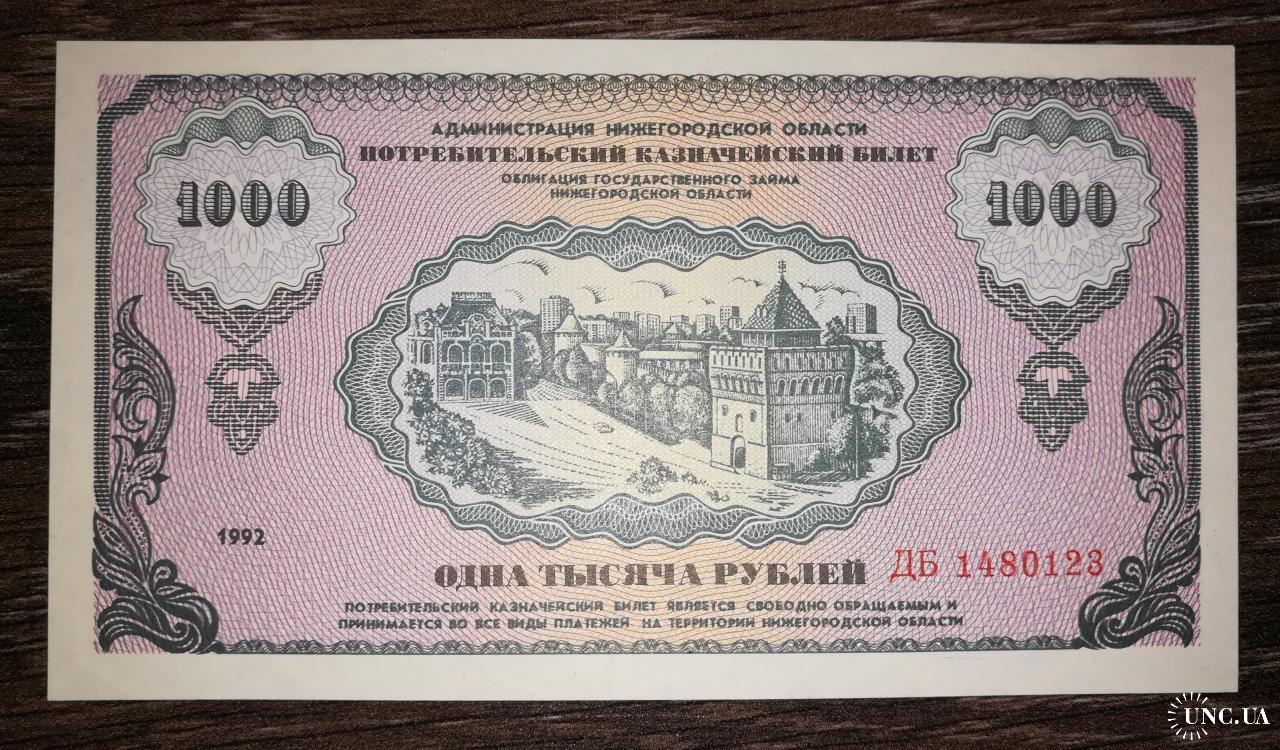 АДМИНИСТРАЦИЯ НИЖЕГОРОДСКОЙ ОБЛАСТИ
ПОТРЕБИТЕЛЬСКИЙ КАЗНАЧЕЙСКИЙ БИЛЕТ
ОБЛИГАЦИЯ ГОСУДАРСТВЕННОГО ЗАЙМА
НИЖЕГОРОДСКОЙ ОБЛАСТИ
1000
1000
1992
ОДНА ТЫСЯЧА РУБЛЕЙ
ДБ 1480123
ПОТРЕБИТЕЛЬСКИЙ КАЗНАЧЕЙСКИЙ БИЛЕТ ЯВЛЯЕТСЯ СВОБОДНО ОБРАЩАЕМЫМ И
ПРИНИМАЕТСЯ ВО ВСЕ ВИДЫ ПЛАТЕЖЕЙ НА ТЕРРИТОРИИ НИЖЕГОРОДСКОЙ ОБЛАСТИ
UNC.UA